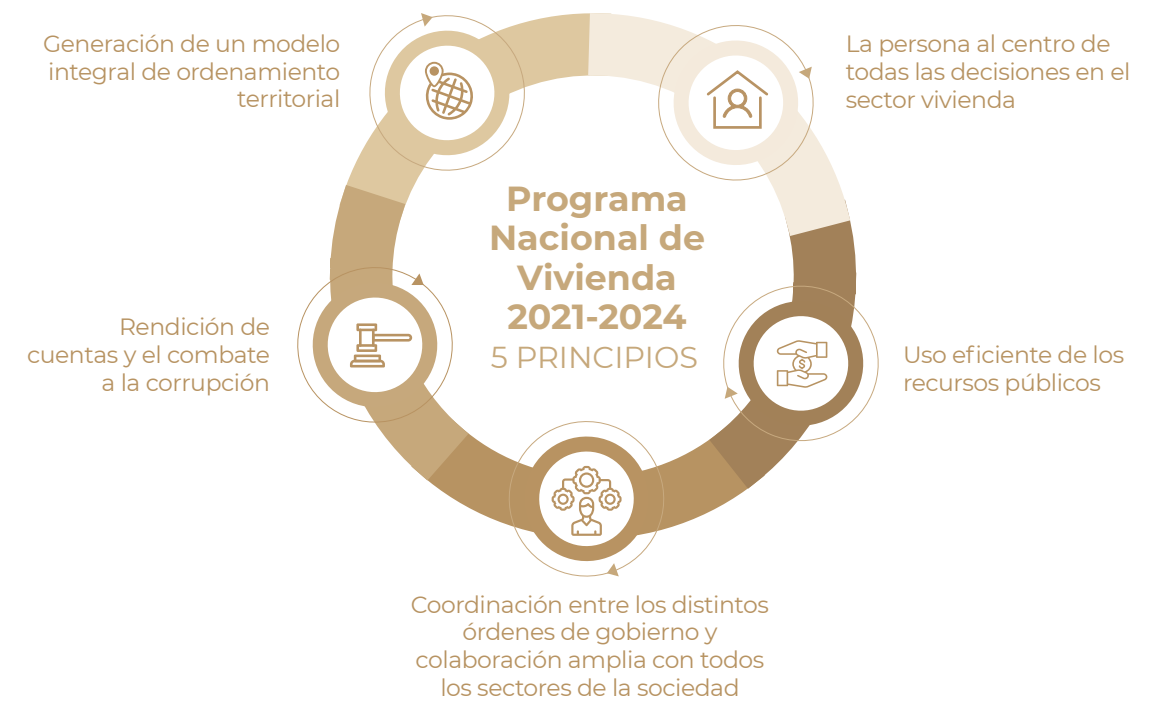 Generación de un modelo
integral de ordenamiento
territorial
La persona al centro de
todas las decisiones en el
sector vivienda
Programa
Nacional de
Vivienda
2021-2024
5 PRINCIPIOS
Rendición de
cuentas y el combate
a la corrupción
Uso eficiente de los
recursos públicos
$
Coordinación entre los distintos
órdenes de gobierno y
colaboración amplia con todos
los sectores de la sociedad